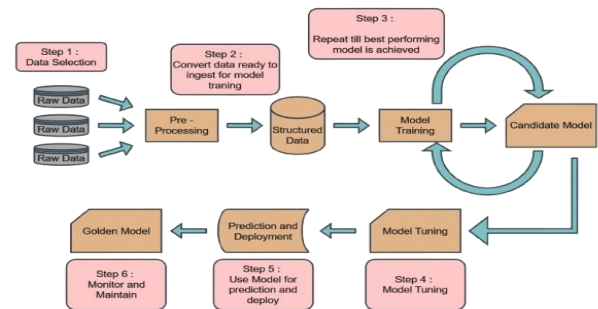 Step 1 :
Data Selection
Step 2 :
Convert data ready to
ingest for model
traning
Step 3 :
Repeat till best performing
model is achieved
Raw Data
Raw Data
Raw Data
Pre -
Processing
Structured
Data
Model
Training
Candidate Model
Golden Model
Prediction and
Deployment
Model Tuning
Step 6 :
Monitor and
Maintain
Step 5 :
Use Model for
prediction and
deploy
Step 4 :
Model Tuning